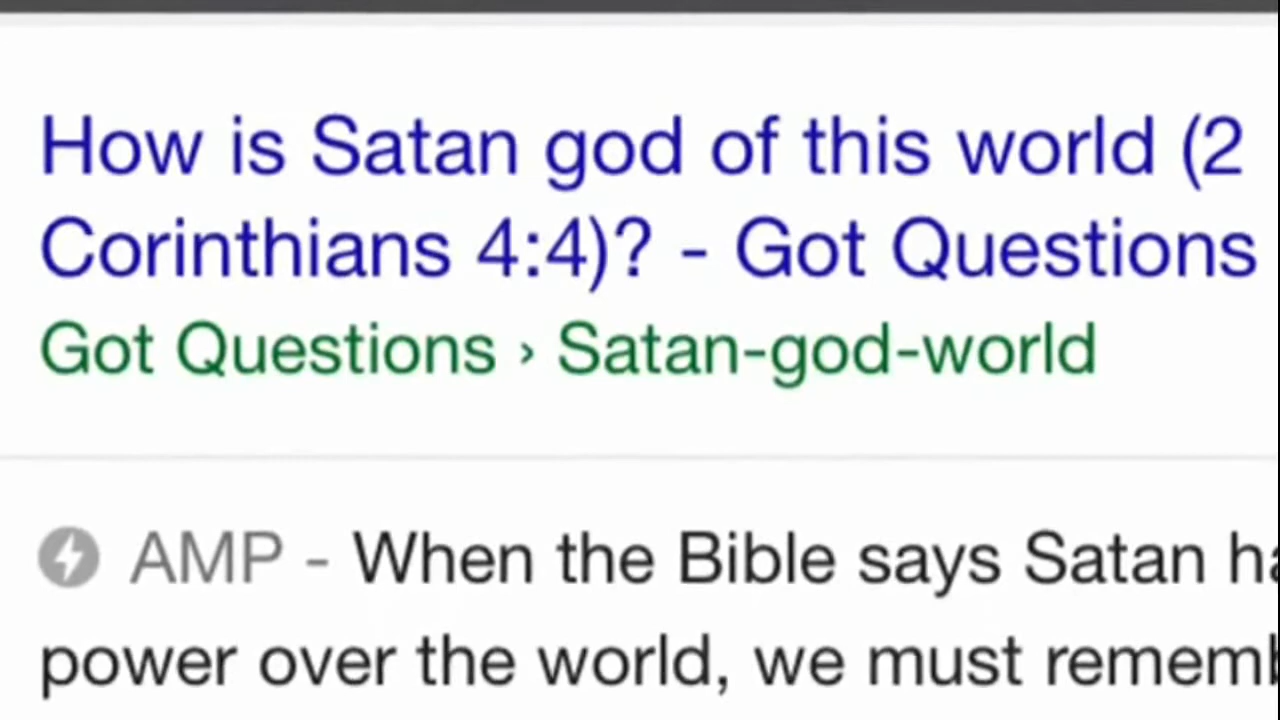 How is Satan god of this world (2
Corinthians 4:4)? - Got Questions
Got Questions › Satan-god-world
AMP - When the Bible says Satan
power over the world, we must